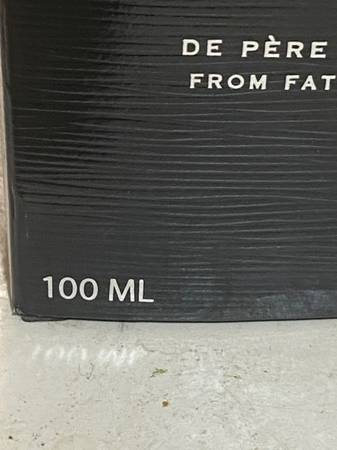 DE PÈRE
FROM FAT
100 ML